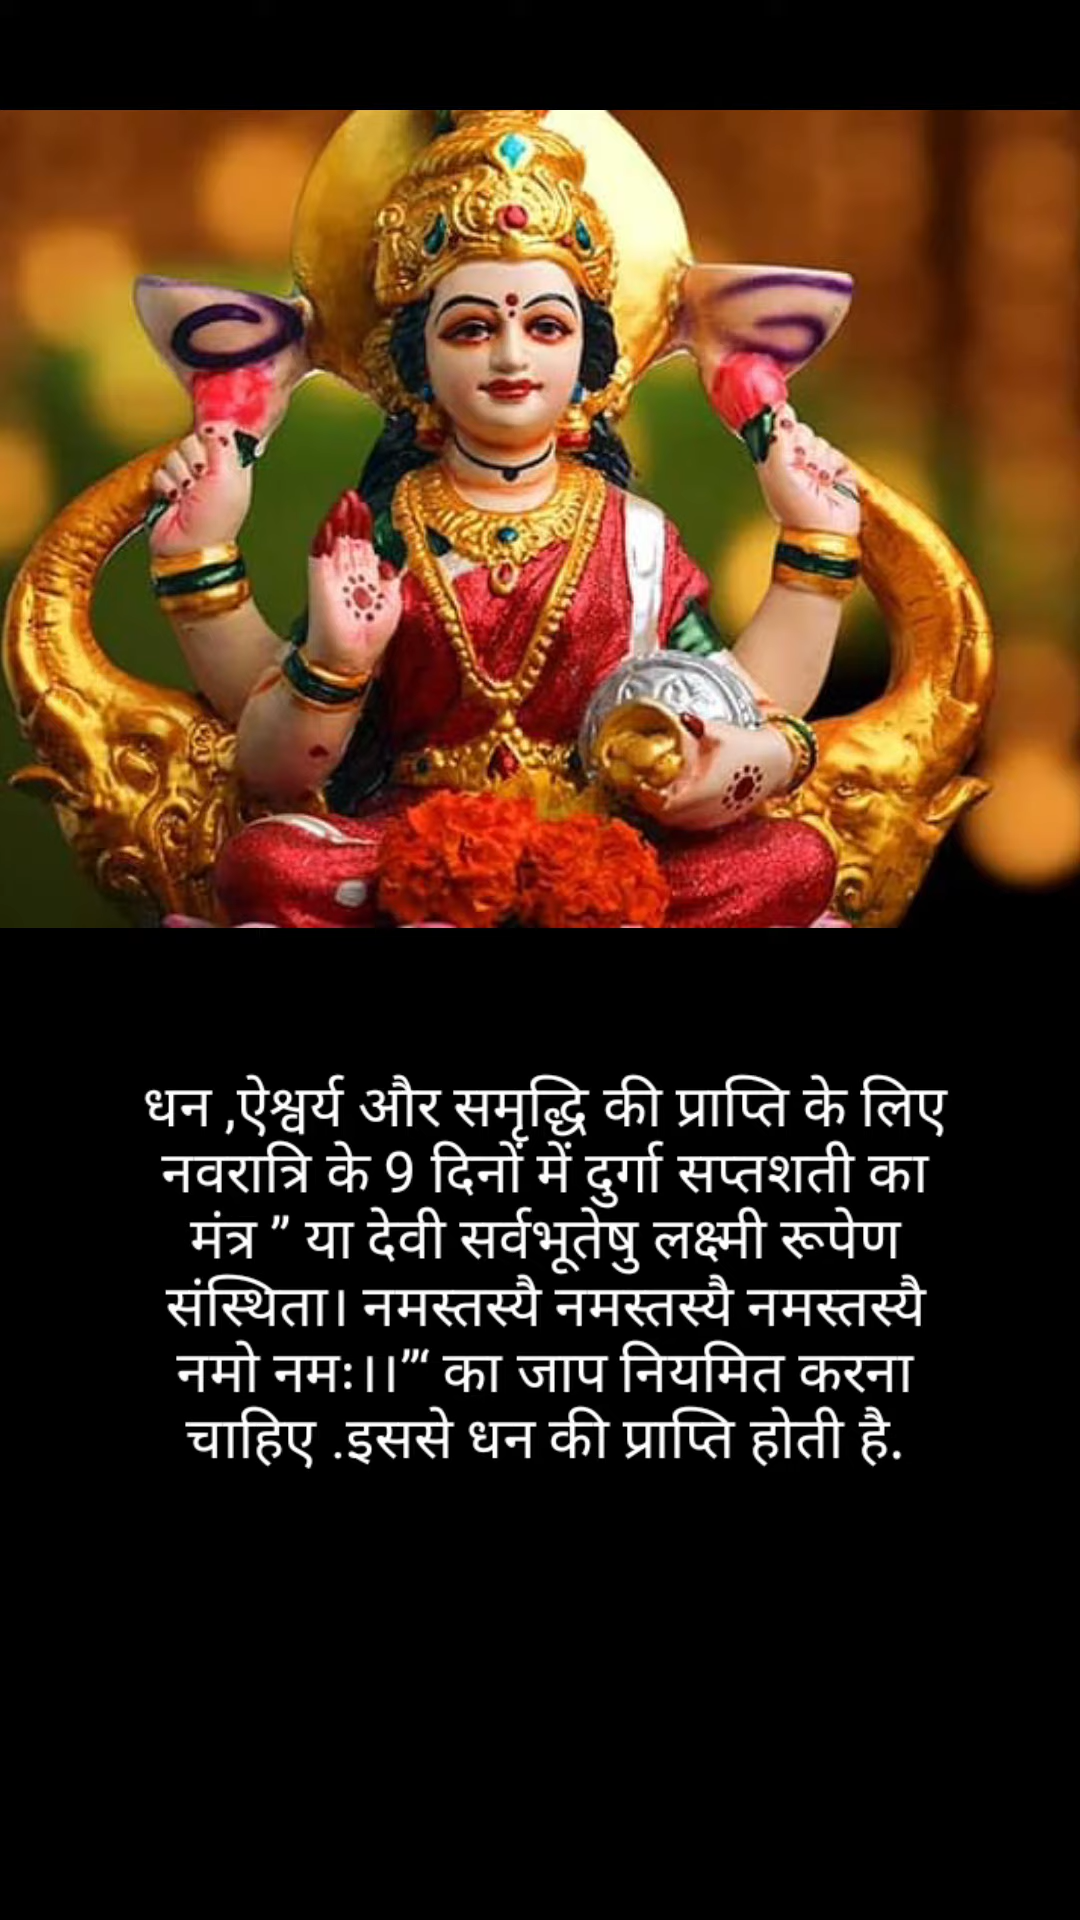 धन ,ऐश्वर्य और समृद्धि की प्राप्ति के लिए
नवरात्रि के 9 दिनों में दुर्गा सप्तशती का
मंत्र ” या देवी सर्वभूतेषु लक्ष्मी रूपेण
संस्थिता। नमस्तस्यै नमस्तस्यै नमस्तस्यै
नमो नमः।।”‘ का जाप नियमित करना
चाहिए .इससे धन की प्राप्ति होती है.